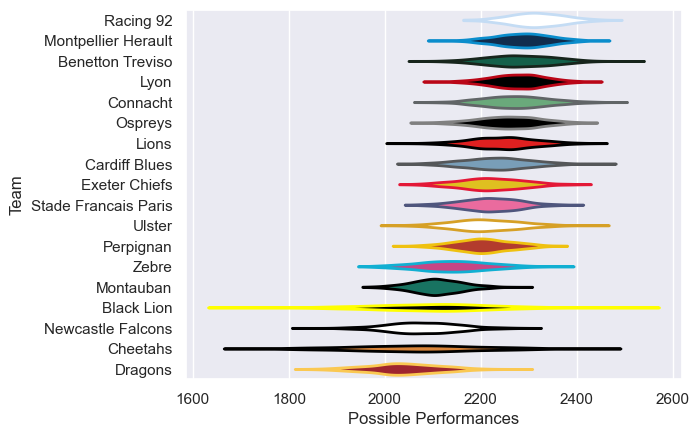 Racing 92
Montpellier Herault
Benetton Treviso
Lyon
Connacht
Ospreys
Lions
Cardiff Blues
Exeter Chiefs
Stade Francais Paris
Ulster
Perpignan
Zebre
Montauban
Black Lion
Newcastle Falcons
Cheetahs
Dragons
Team
1600 1800 2000 2200 2400 2600
Possible Performances